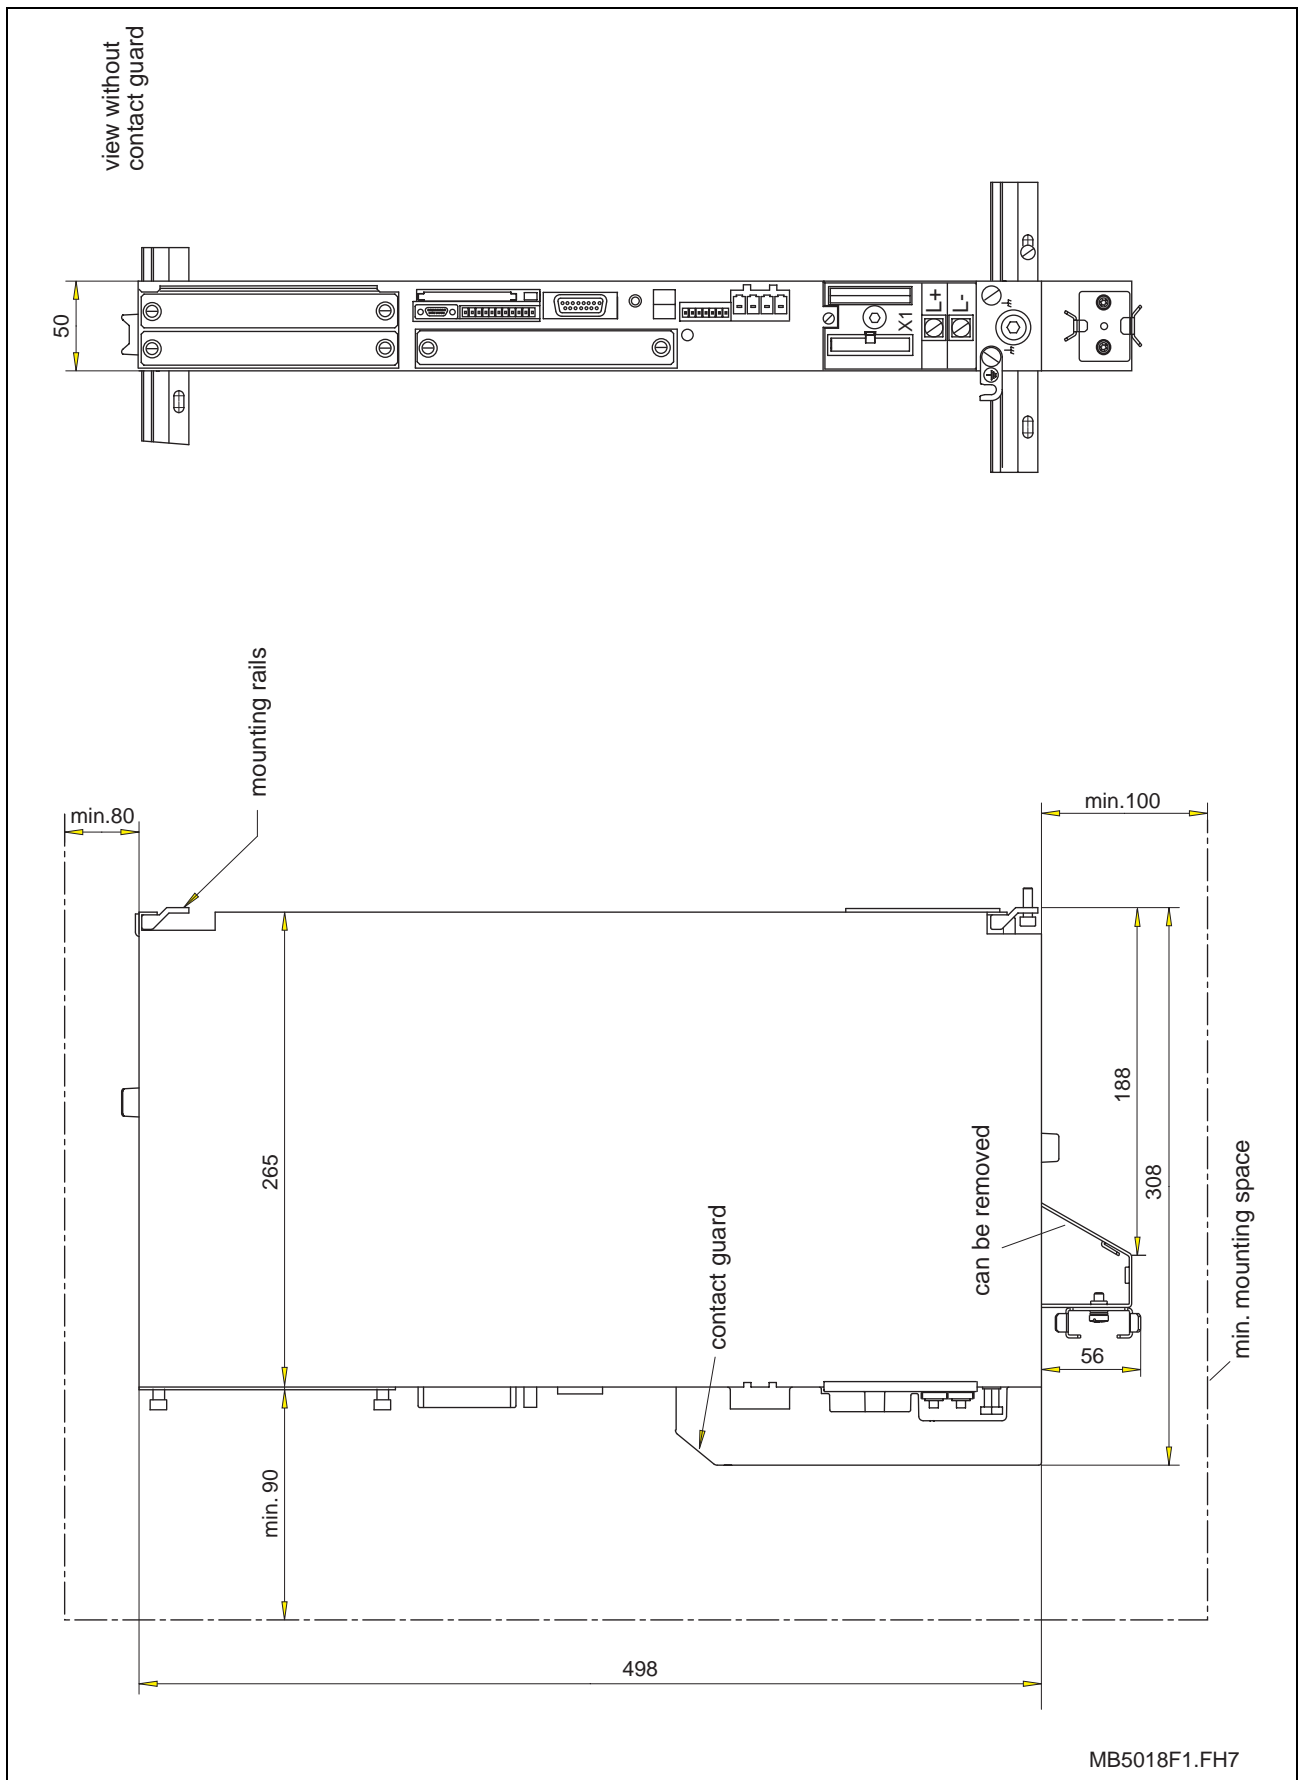 view without
contact guard
50
X1
L+
L-
mounting rails
min.80
min.100
265
188
308
can be removed
contact guard
min. mounting space
56
min. 90
498
MB5018F1.FH7